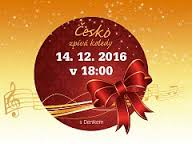 Česko
zpívá koledy
14. 12. 2016
v 18:00
s Deníkem